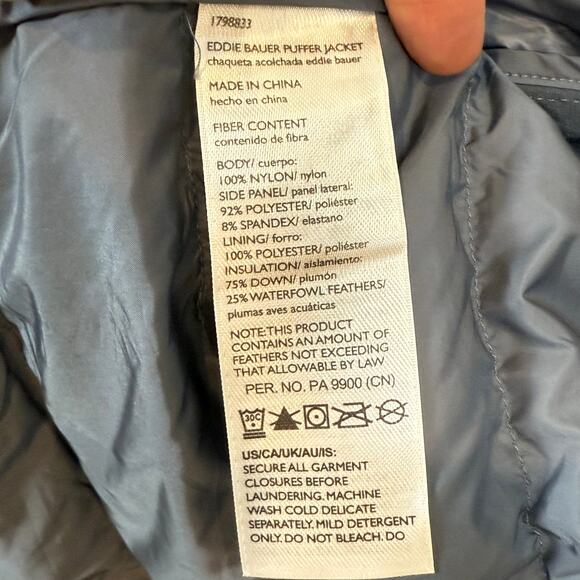 1798833
EDDIE BAUER PUFFER JACKET
chaqueta acolchada eddie bauer
MADE IN CHINA
hecho en china
FIBER CONTENT
contenido de fibra
BODY/ cuerpo:
100% NYLON/ nylon
SIDE PANEL/ panel lateral:
92% POLYESTER/ poliéster
8% SPANDEX/ elastano
LINING/ forro:
100% POLYESTER/ poliéster
INSULATION/ aislamiento:
75% DOWN/ plumón
25% WATERFOWL FEATHERS/
plumas aves acuáticas
NOTE:THIS PRODUCT
CONTAINS AN AMOUNT OF
FEATHERS NOT EXCEEDING
THAT ALLOWABLE BY LAW
PER. NO. PA 9900 (CN)
30C
US/CA/UK/AU/IS:
SECURE ALL GARMENT
CLOSURES BEFORE
LAUNDERING. MACHINE
WASH COLD DELICATE
SEPARATELY. MILD DETERGENT
ONLY. DO NOT BLEACH. DO